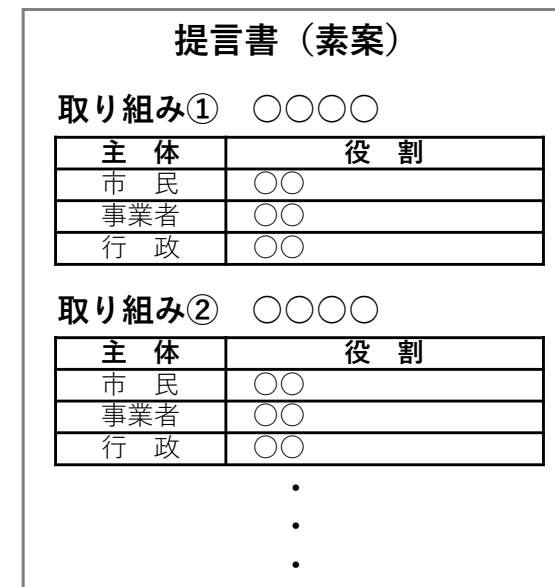 提言書（素案）
取り組み① ○○○○
主　体　役　割
市　民　○○
事業者　○○
行　政　○○
取り組み② ○○○○
主　体　役　割
市　民　○○
事業者　○○
行　政　○○
・
・
・